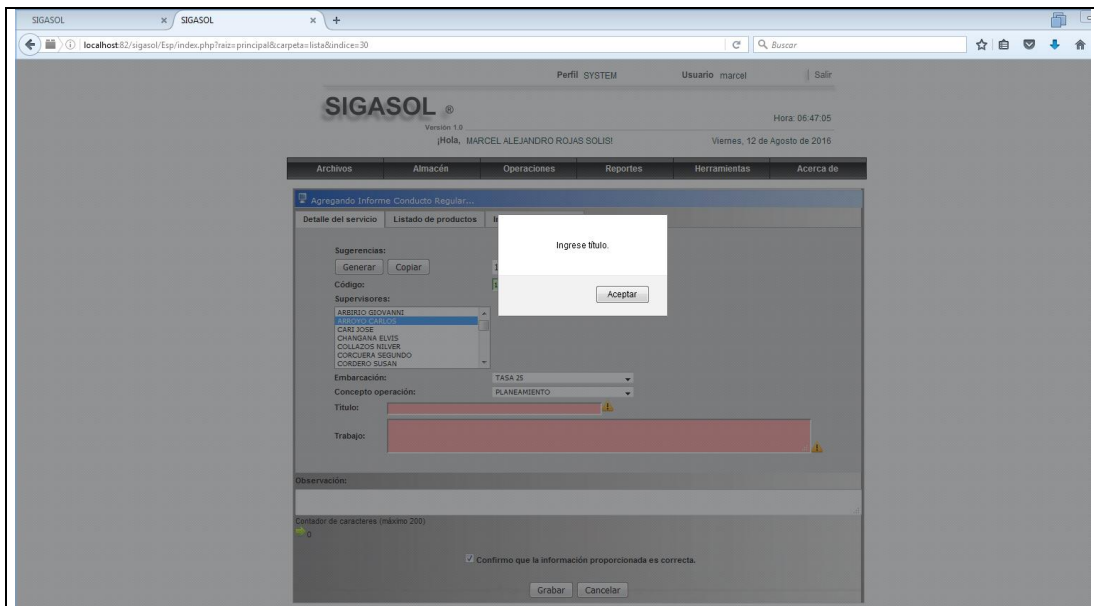 SIGASOL × SIGASOL × +
localhost:82/sigasol/Esp/index.php?raiz=principal&carpeta=lista&indice=30 Buscar
Perfil SYSTEM Usuario marcel Salir
SIGASOL ®
Versión 1.0
Hora: 06:47:05
¡Hola, MARCEL ALEJANDRO ROJAS SOLIS! Viernes, 12 de Agosto de 2016
Archivos Almacén Operaciones Reportes Herramientas Acerca de
Agregando Informe Conducto Regular...
Detalle del servicio Listado de productos
Ingrese título.
Aceptar
Sugerencias:
Generar Copiar
Código:
Supervisores:
ARBIRIO GIOVANNI
ARROYO CARLOS
CARI JOSE
CHANGANA ELVIS
COLLAZOS NILVER
CORCUERA SEGUNDO
CORDERO SUSAN
Embarcación: TASA 25
Concepto operación: PLANEAMIENTO
Título:
Trabajo:
Observación:
Contador de caracteres (máximo 200)
0
Confirmo que la información proporcionada es correcta.
Grabar Cancelar